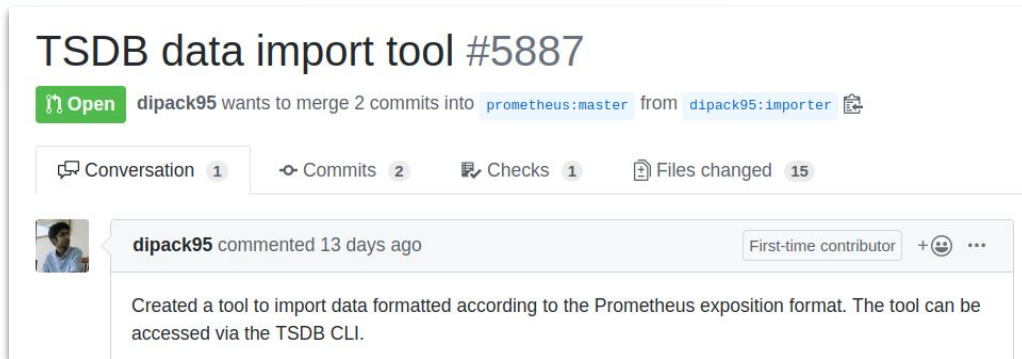 TSDB data import tool #5887
Open dipack95 wants to merge 2 commits into prometheus:master from dipack95:importer
Conversation 1 Commits 2 Checks 1 Files changed 15
dipack95 commented 13 days ago First-time contributor
Created a tool to import data formatted according to the Prometheus exposition format. The tool can be
accessed via the TSDB CLI.